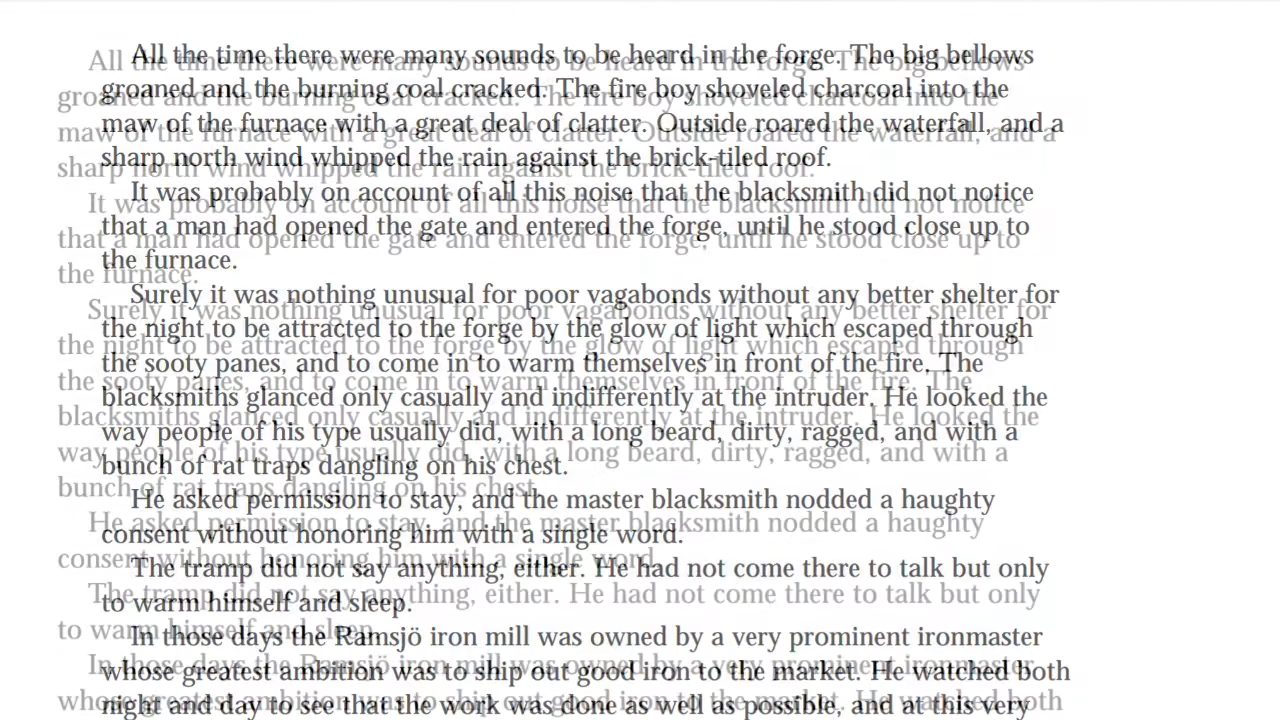 All the time there were many sounds to be heard in the forge. The big bellows
groaned and the burning coal cracked. The fire boy shoveled charcoal into the
maw of the furnace with a great deal of clatter. Outside roared the waterfall, and a
sharp north wind whipped the rain against the brick-tiled roof.
It was probably on account of all this noise that the blacksmith did not notice
that a man had opened the gate and entered the forge, until he stood close up to
the furnace.
Surely it was nothing unusual for poor vagabonds without any better shelter for
the night to be attracted to the forge by the glow of light which escaped through
the sooty panes, and to come in to warm themselves in front of the fire. The
blacksmiths glanced only casually and indifferently at the intruder. He looked the
way people of his type usually did, with a long beard, dirty, ragged, and with a
bunch of rat traps dangling on his chest.
He asked permission to stay, and the master blacksmith nodded a haughty
consent without honoring him with a single word.
The tramp did not say anything, either. He had not come there to talk but only
to warm himself and sleep.
In those days the Ramsjö iron mill was owned by a very prominent ironmaster
whose greatest ambition was to ship out good iron to the market. He watched both
night and day to see that the work was done as well as possible, and at this very